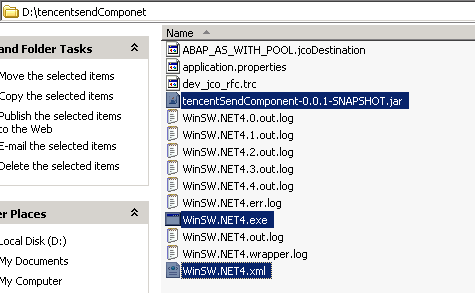 D:\tencentsendComponet
and Folder Tasks
Move the selected items
Copy the selected items
Publish the selected items
to the Web
E-mail the selected items
Delete the selected items
er Places
Local Disk (D:)
My Documents
My Computer
Name
ABAP_AS_WITH_POOL.jcoDestination
application.properties
dev_jco_rfc.trc
tencentSendComponent-0.0.1-SNAPSHOT.jar
WinSW.NET4.0.out.log
WinSW.NET4.1.out.log
WinSW.NET4.2.out.log
WinSW.NET4.3.out.log
WinSW.NET4.4.out.log
WinSW.NET4.err.log
WinSW.NET4.exe
WinSW.NET4.out.log
WinSW.NET4.wrapper.log
WinSW.NET4.xml